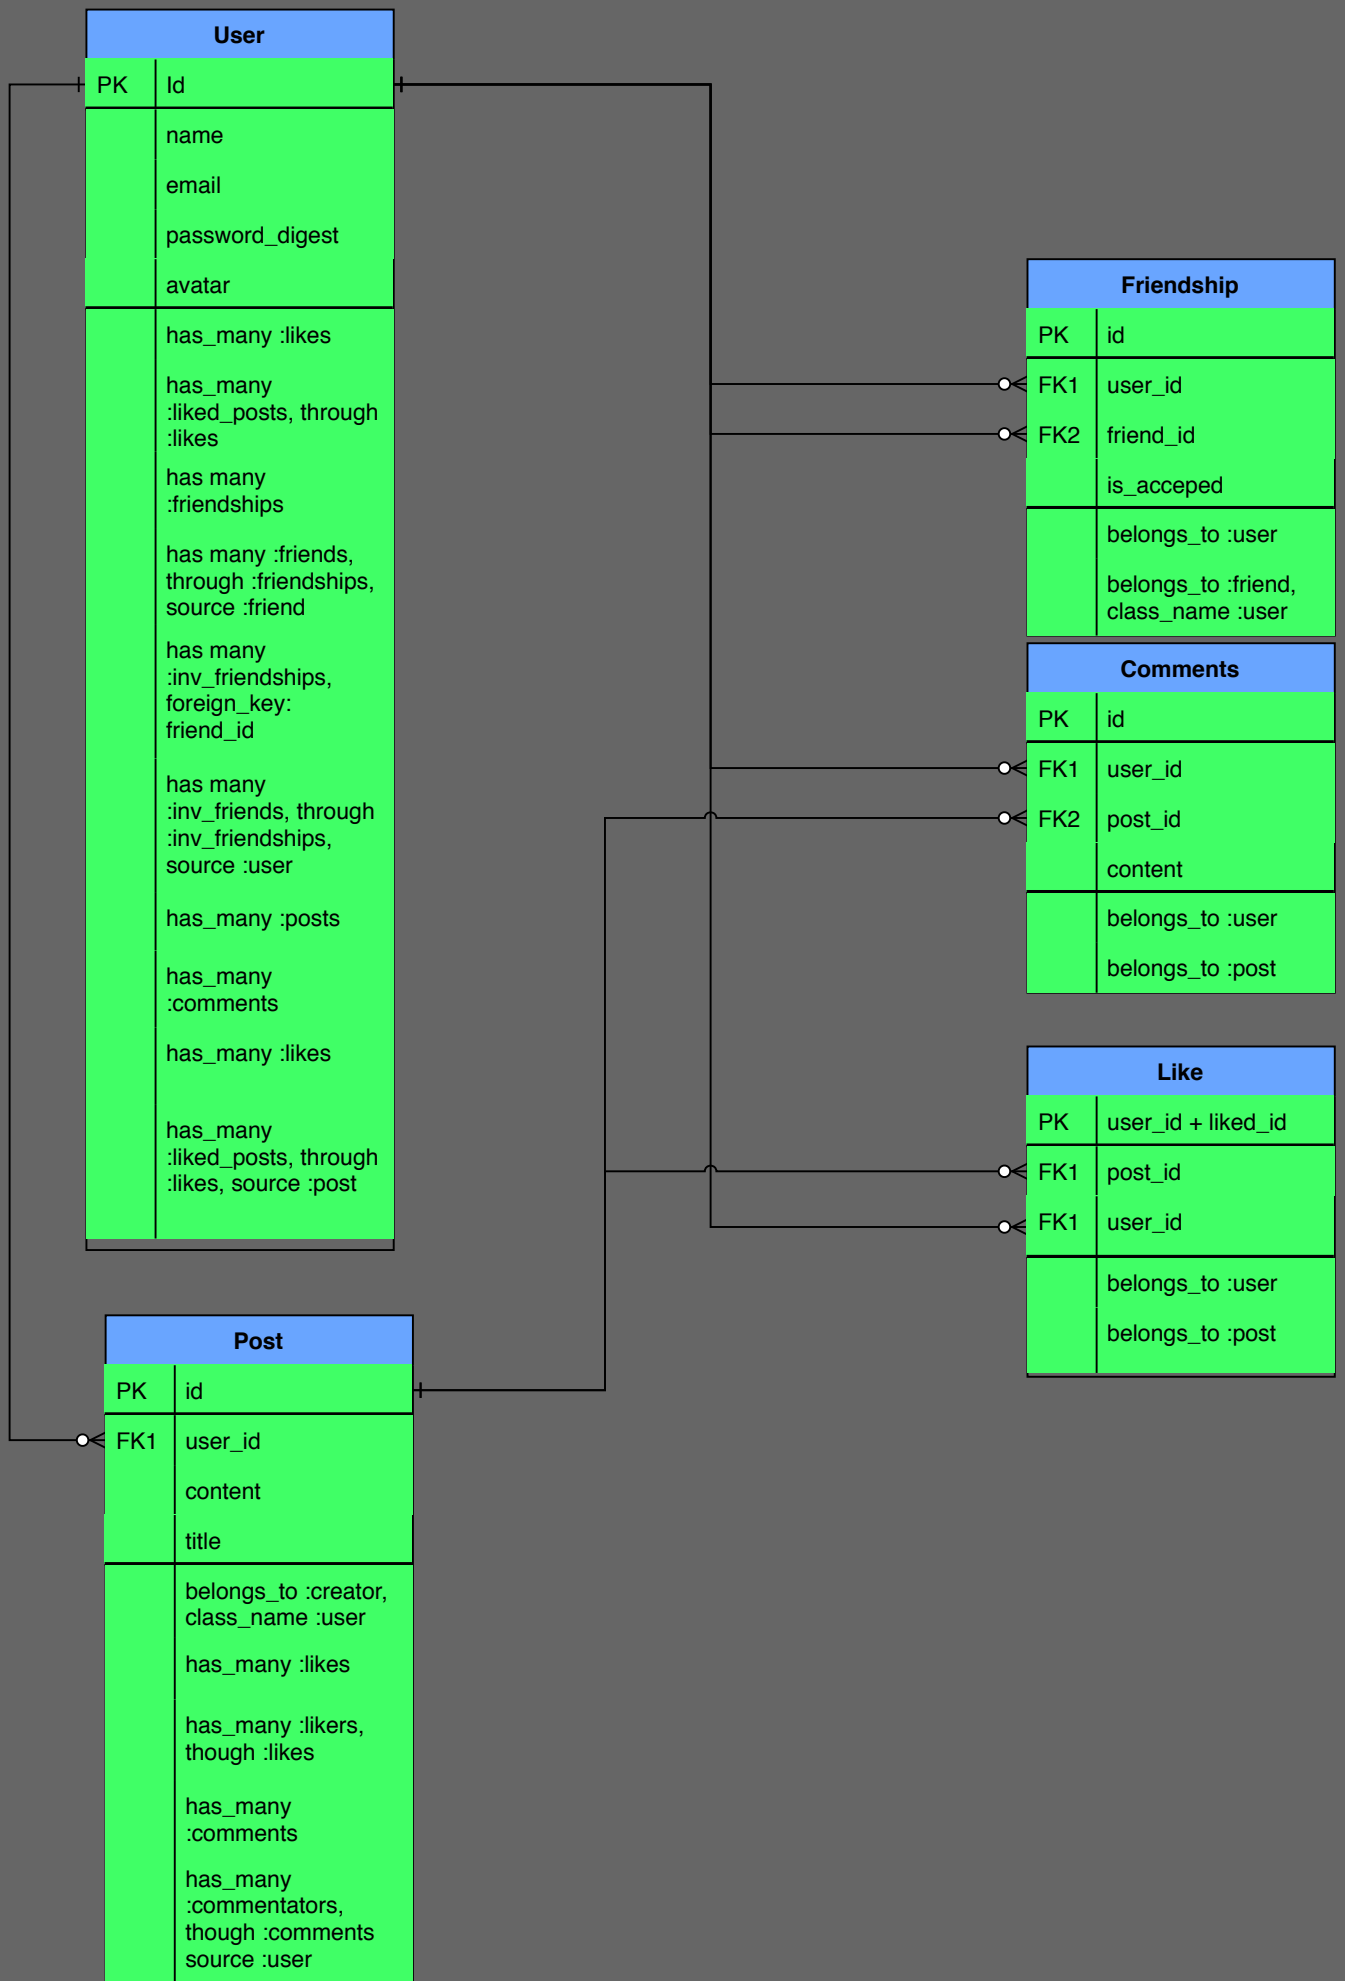 User
PK Id
name
email
password_digest
avatar
has_many :likes
has_many
:liked_posts, through
:likes
has many
:friendships
has many :friends,
through :friendships,
source :friend
has many
:inv_friendships,
foreign_key:
friend_id
has many
:inv_friends, through
:inv_friendships,
source :user
has_many :posts
has_many
:comments
has_many :likes
has_many
:liked_posts, through
:likes, source :post
Friendship
PK id
FK1 user_id
FK2 friend_id
is_acceped
belongs_to :user
belongs_to :friend,
class_name :user
Comments
PK id
FK1 user_id
FK2 post_id
content
belongs_to :user
belongs_to :post
Like
PK user_id + liked_id
FK1 post_id
FK1 user_id
belongs_to :user
belongs_to :post
Post
PK id
FK1 user_id
content
title
belongs_to :creator,
class_name :user
has_many :likes
has_many :likers,
though :likes
has_many
:comments
has_many
:commentators,
though :comments
source :user